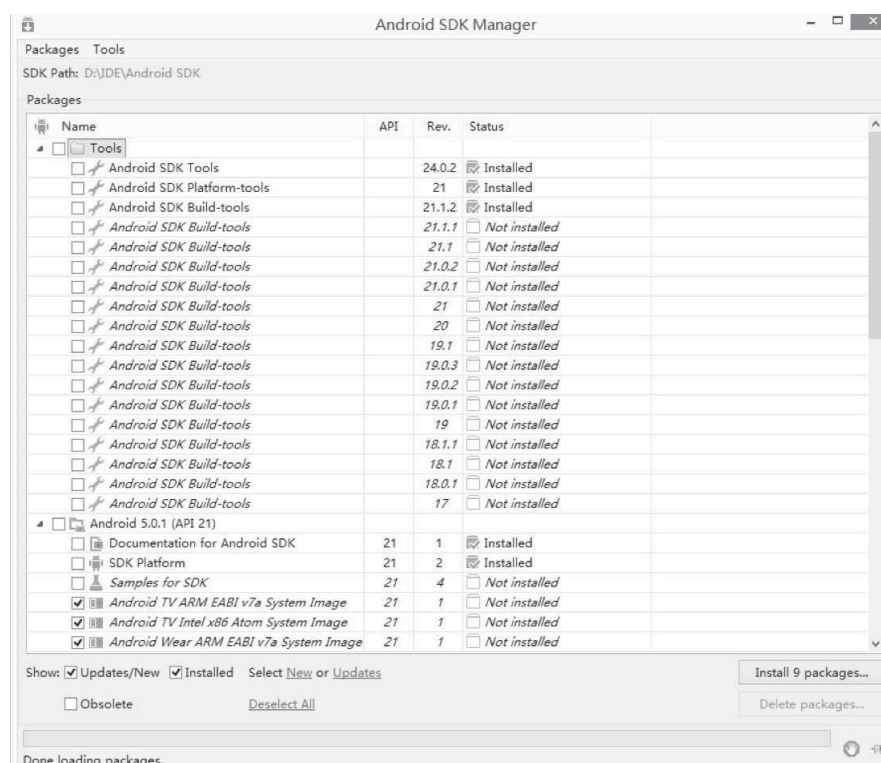 Android SDK Manager
Packages Tools
SDK Path: D:\IDE\Android SDK
Packages
Name API Rev. Status
Tools
Android SDK Tools 24.0.2 Installed
Android SDK Platform-tools 21 Installed
Android SDK Build-tools 21.1.2 Installed
Android SDK Build-tools 21.1.1 Not installed
Android SDK Build-tools 21.1 Not installed
Android SDK Build-tools 21.0.2 Not installed
Android SDK Build-tools 21.0.1 Not installed
Android SDK Build-tools 21 Not installed
Android SDK Build-tools 20 Not installed
Android SDK Build-tools 19.1 Not installed
Android SDK Build-tools 19.0.3 Not installed
Android SDK Build-tools 19.0.2 Not installed
Android SDK Build-tools 19.0.1 Not installed
Android SDK Build-tools 19 Not installed
Android SDK Build-tools 18.1.1 Not installed
Android SDK Build-tools 18.1 Not installed
Android SDK Build-tools 18.0.1 Not installed
Android SDK Build-tools 17 Not installed
Android 5.0.1 (API 21)
Documentation for Android SDK 21 1 Installed
SDK Platform 21 2 Installed
Samples for SDK 21 4 Not installed
Android TV ARM EABI v7a System Image 21 1 Not installed
Android TV Intel x86 Atom System Image 21 1 Not installed
Android Wear ARM EABI v7a System Image 21 1 Not installed
Show: Updates/New Installed Select New or Updates Install 9 packages...
Obsolete Deselect All Delete packages...
Done loading packages.